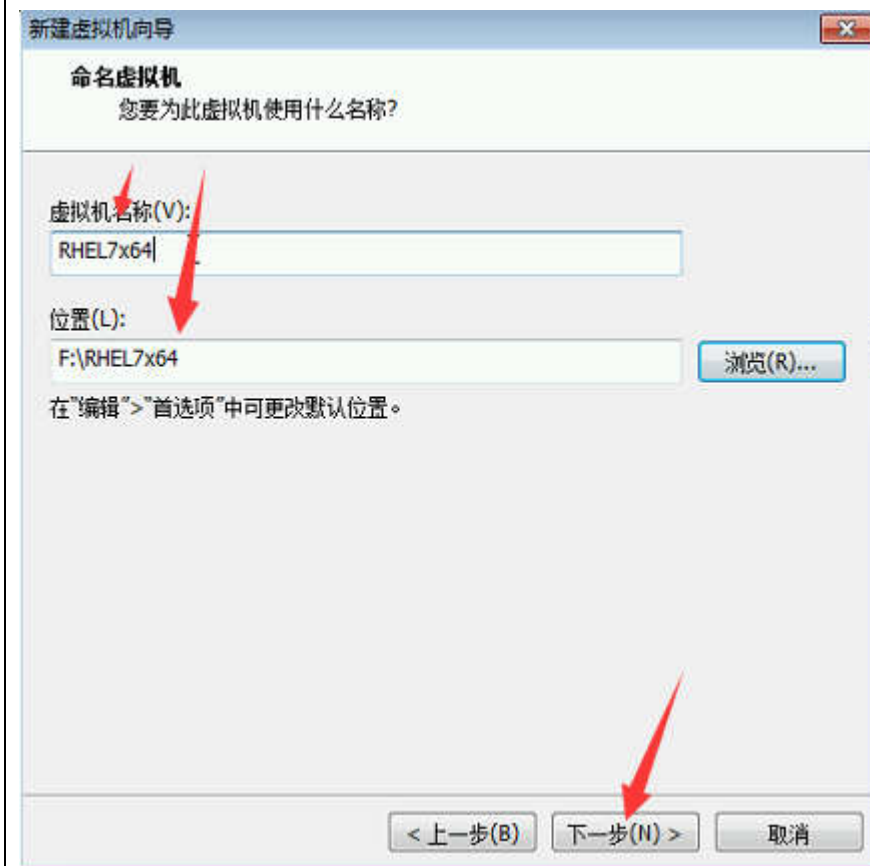 新建虚拟机向导
命名虚拟机
您要为此虚拟机使用什么名称?
虚拟机名称(V):
RHEL7x64
位置(L):
F:\RHEL7x64
浏览(R)...
在"编辑">"首选项"中可更改默认位置。
< 上一步(B)
下一步(N) >
取消